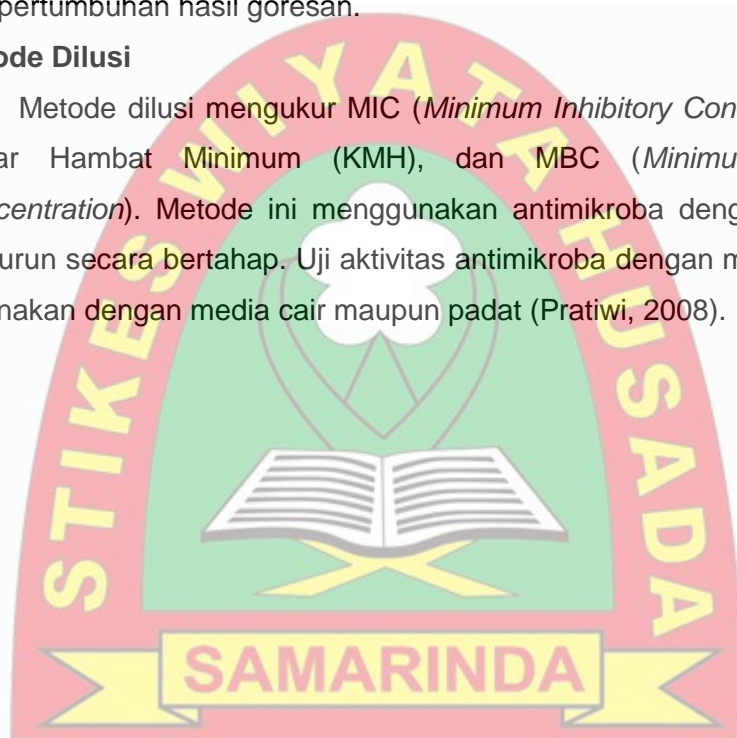 pertumbuhan hasil goresan.
ode Dilusi
Metode dilusi mengukur MIC (Minimum Inhibitory Con
ar Hambat Minimum (KMH), dan MBC (Minimu
centration). Metode ini menggunakan antimikroba deng
urun secara bertahap. Uji aktivitas antimikroba dengan m
nakan dengan media cair maupun padat (Pratiwi, 2008).
STIKES WIYATA HUSADA
SAMARINDA